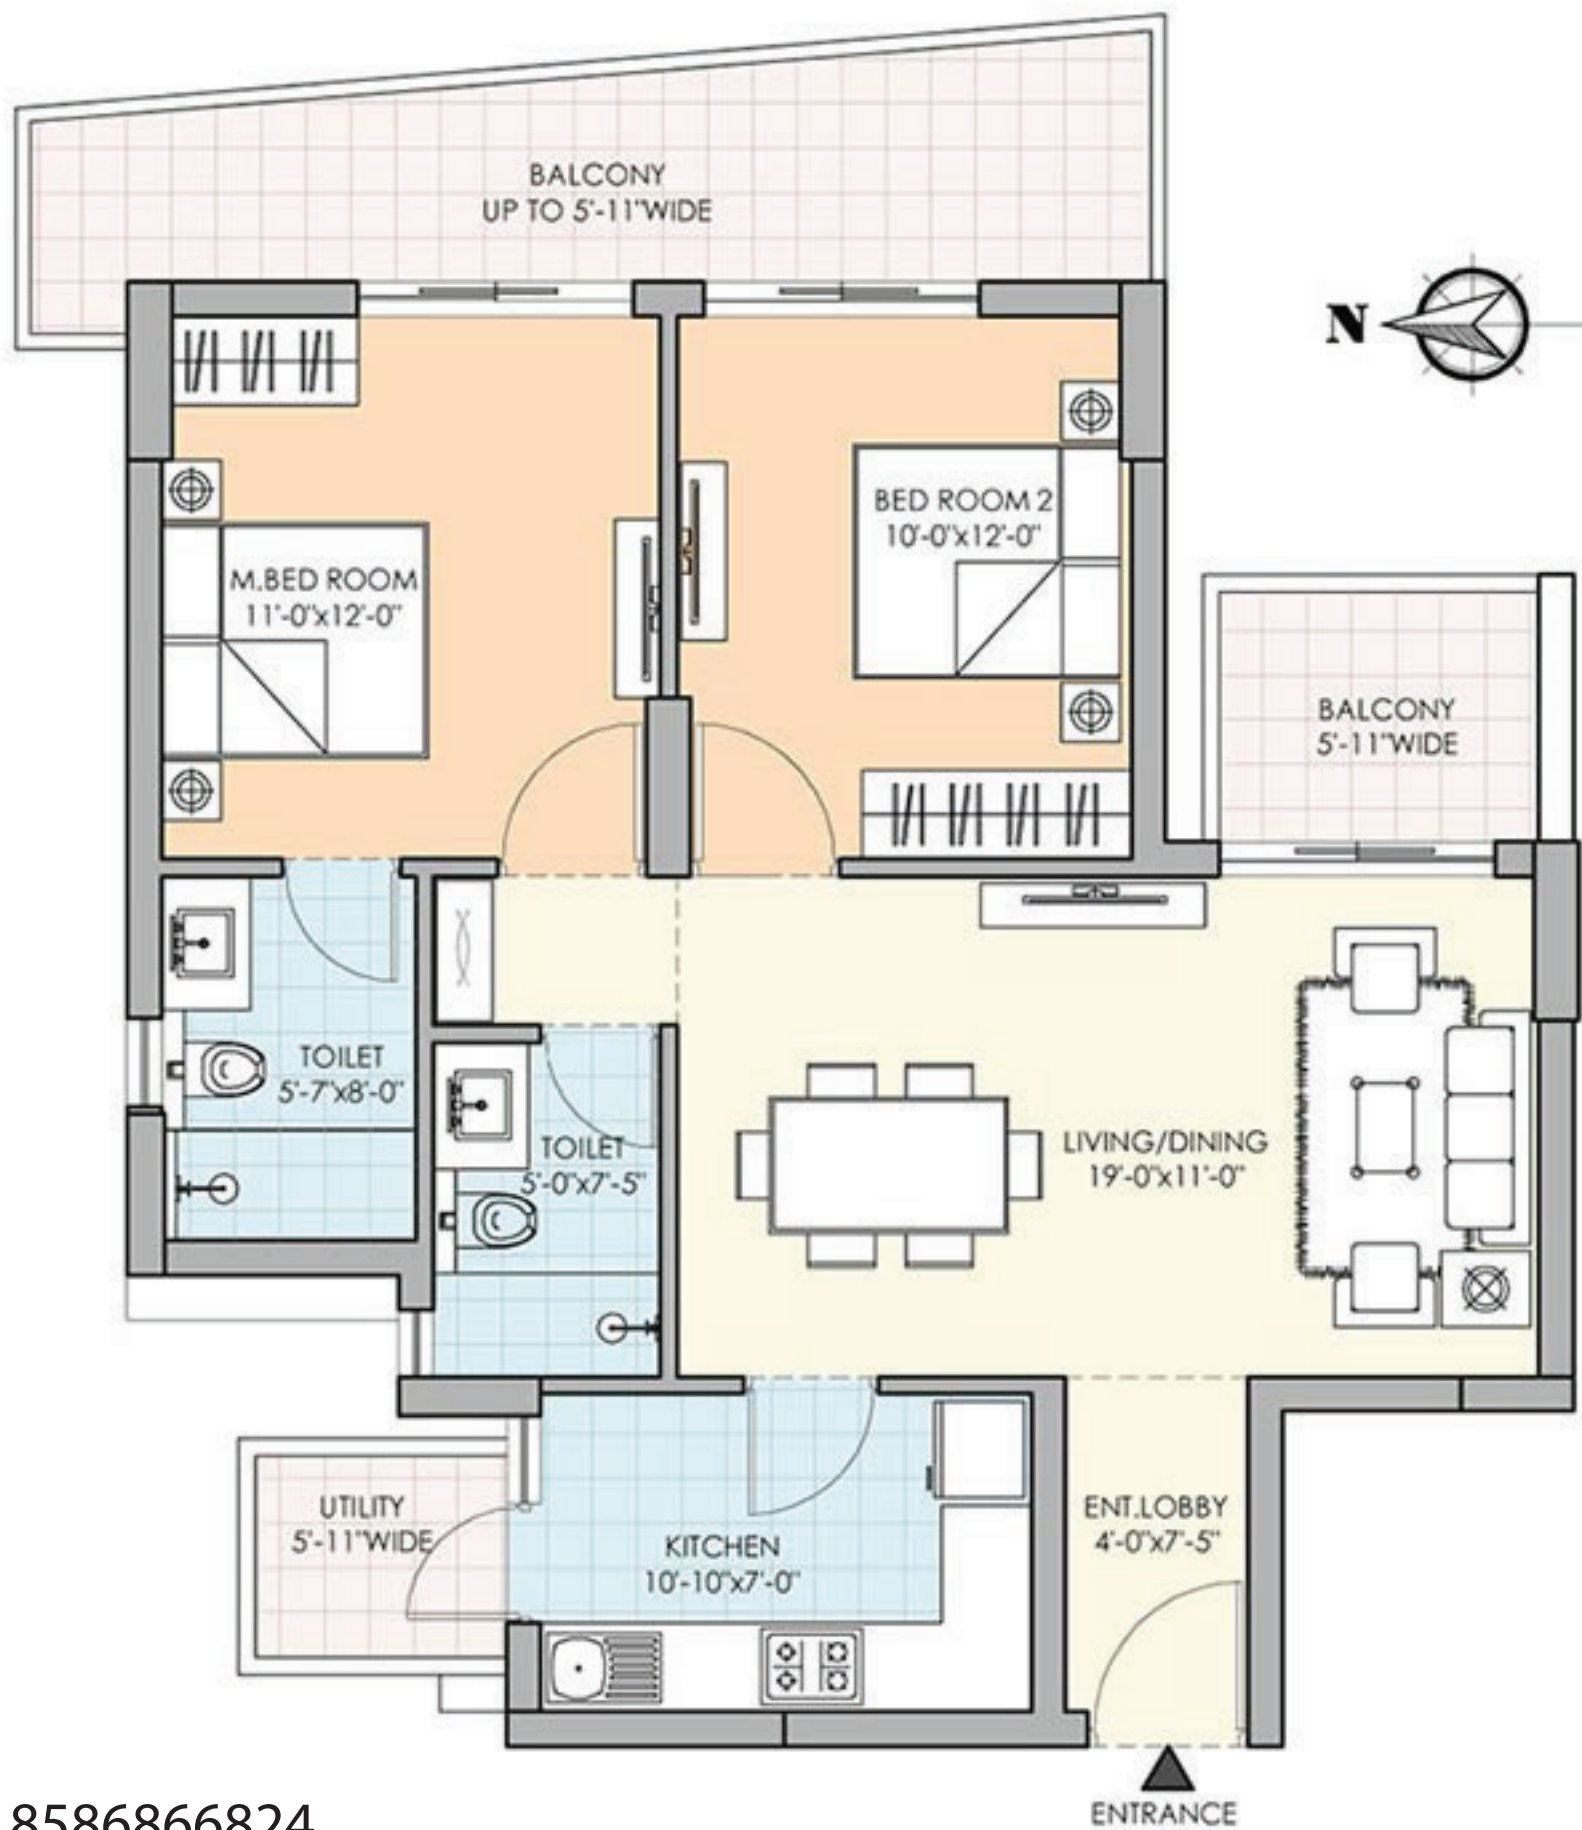 BALCONY
UP TO 5'-11"WIDE
N
BED ROOM 2
10'-0"x12'-0"
M.BED ROOM
11'-0"x12'-0"
BALCONY
5'-11"WIDE
TOILET
5'-7"x8'-0"
TOILET
5'-0"x7'-5"
LIVING/DINING
19'-0"x11'-0"
UTILITY
5'-11"WIDE
KITCHEN
10'-10"x7'-0"
ENT.LOBBY
4'-0"x7'-5"
ENTRANCE
8586866824